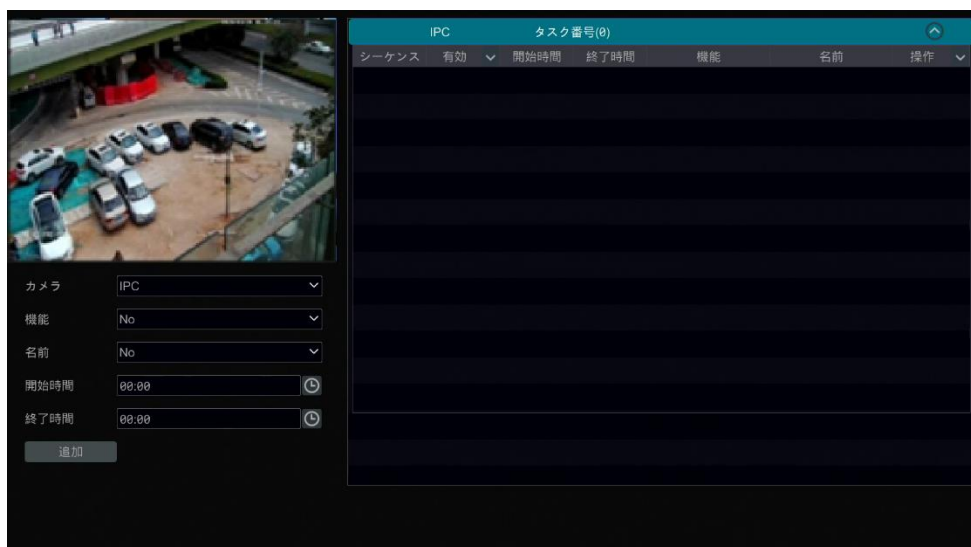 IPC タスク番号(0)
シーケンス 有効 開始時間 終了時間 機能 名前 操作
カメラ IPC
機能 No
名前 No
開始時間 00:00
終了時間 00:00
追加